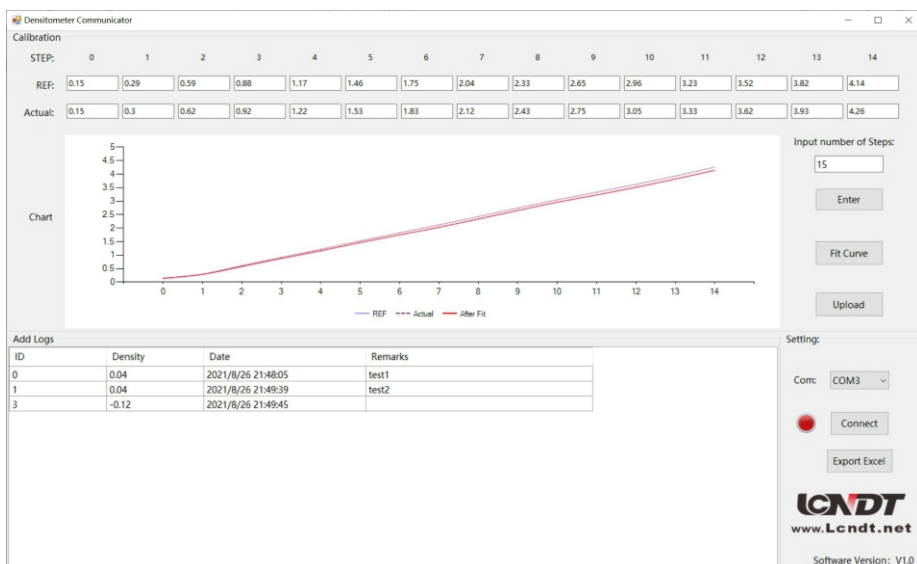 Densitometer Communicator
Calibration
STEP: 0 1 2 3 4 5 6 7 8 9 10 11 12 13 14
REF: 0.15 0.29 0.59 0.88 1.17 1.46 1.75 2.04 2.33 2.65 2.96 3.23 3.52 3.82 4.14
Actual: 0.15 0.3 0.62 0.92 1.22 1.53 1.83 2.12 2.43 2.75 3.05 3.33 3.62 3.93 4.26
Input number of Steps:
15
Enter
Fit Curve
Upload
Chart
5
4.5
4
3.5
3
2.5
2
1.5
1
0.5
0
0 1 2 3 4 5 6 7 8 9 10 11 12 13 14
REF Actual After Fit
Add Logs
ID Density Date Remarks
0 0.04 2021/8/26 21:48:05 test1
1 0.04 2021/8/26 21:49:39 test2
3 -0.12 2021/8/26 21:49:45
Setting:
Com: COM3
Connect
Export Excel
LCNDT
www.Lcndt.net
Software Version: V1.0